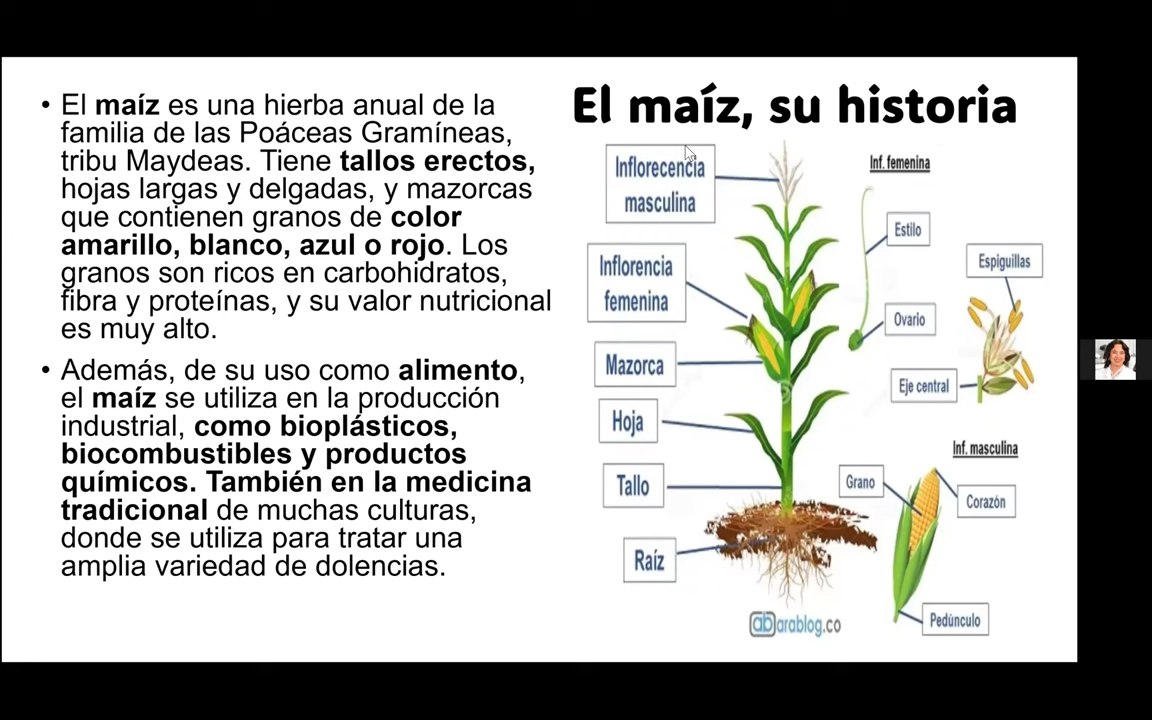 El maíz, su historia
• El maíz es una hierba anual de la
familia de las Poáceas Gramíneas,
tribu Maydeas. Tiene tallos erectos,
hojas largas y delgadas, y mazorcas
que contienen granos de color
amarillo, blanco, azul o rojo. Los
granos son ricos en carbohidratos,
fibra y proteínas, y su valor nutricional
es muy alto.
• Además, de su uso como alimento,
el maíz se utiliza en la producción
industrial, como bioplásticos,
biocombustibles y productos
químicos. También en la medicina
tradicional de muchas culturas,
donde se utiliza para tratar una
amplia variedad de dolencias.
Inflorecencia
masculina
Inflorencia
femenina
Mazorca
Hoja
Tallo
Raíz
Inf. femenina
Estilo
Ovario
Espiguillas
Eje central
Inf. masculina
Grano
Corazón
Pedúnculo
ab arablog.co